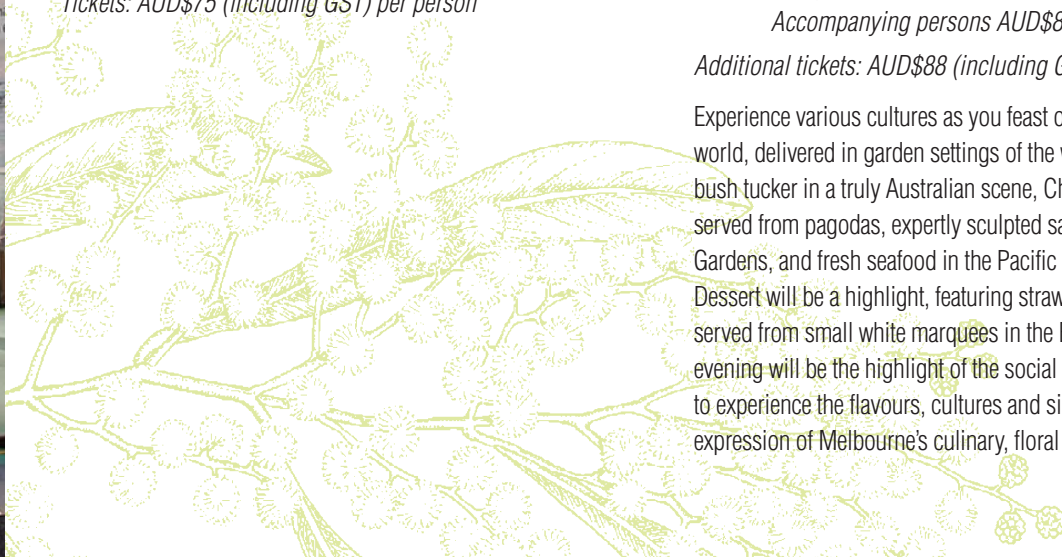 Tickets: AUD$75 (including GST) per person
Accompanying persons AUD$8
Additional tickets: AUD$88 (including
Experience various cultures as you feast
world, delivered in garden settings of the
bush tucker in a truly Australian scene,
served from pagodas, expertly sculpted
Gardens, and fresh seafood in the Pacific
Dessert will be a highlight, featuring
served from small white marquees in the
evening will be the highlight of the social
to experience the flavours, cultures and
expression of Melbourne's culinary, floral